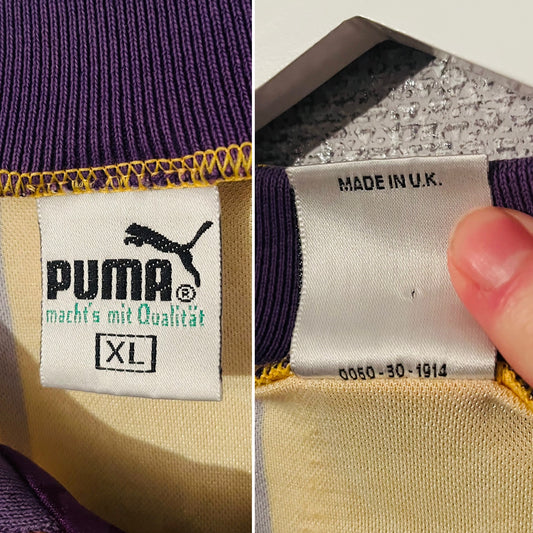 PUMA®
macht's mit Qualität
XL
MADE IN U.K.
0060-30-1914